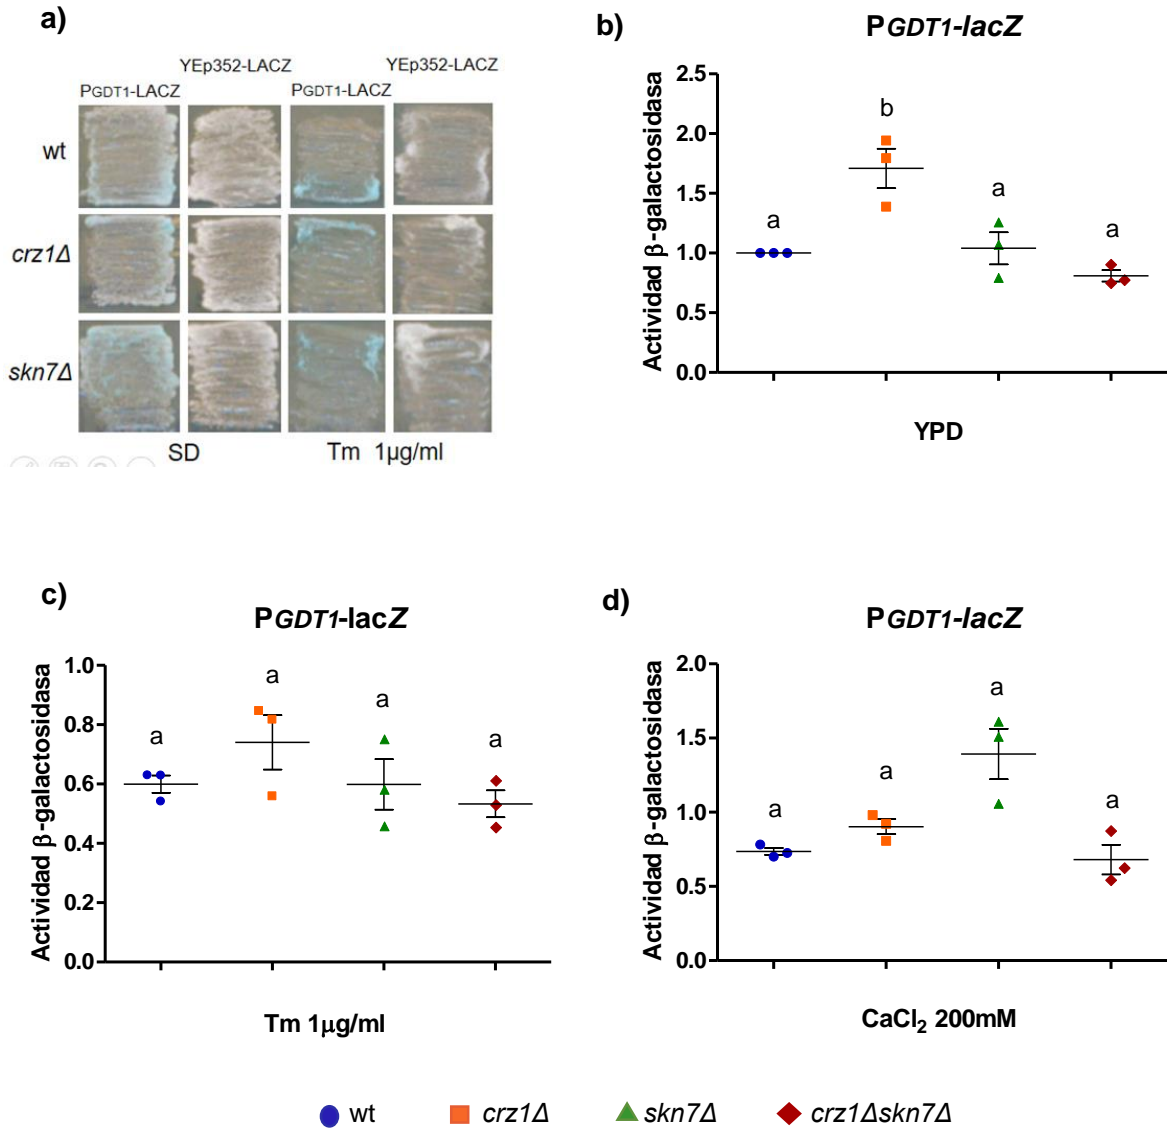 a)
YEp352-LACZ YEp352-LACZ
PGDT1-LACZ PGDT1-LACZ
wt
crz1Δ
skn7Δ
SD Tm 1µg/ml
b)
PGDT1-lacZ
Actividad β-galactosidasa
2.5
2.0
1.5
1.0
0.5
0.0
a b a a
YPD
c)
PGDT1-lacZ
Actividad β-galactosidasa
1.0
0.8
0.6
0.4
0.2
0.0
a a a a
Tm 1µg/ml
d)
PGDT1-lacZ
Actividad β-galactosidasa
2.0
1.5
1.0
0.5
0.0
a a a a
CaCl₂ 200mM
wt crz1Δ skn7Δ crz1Δskn7Δ